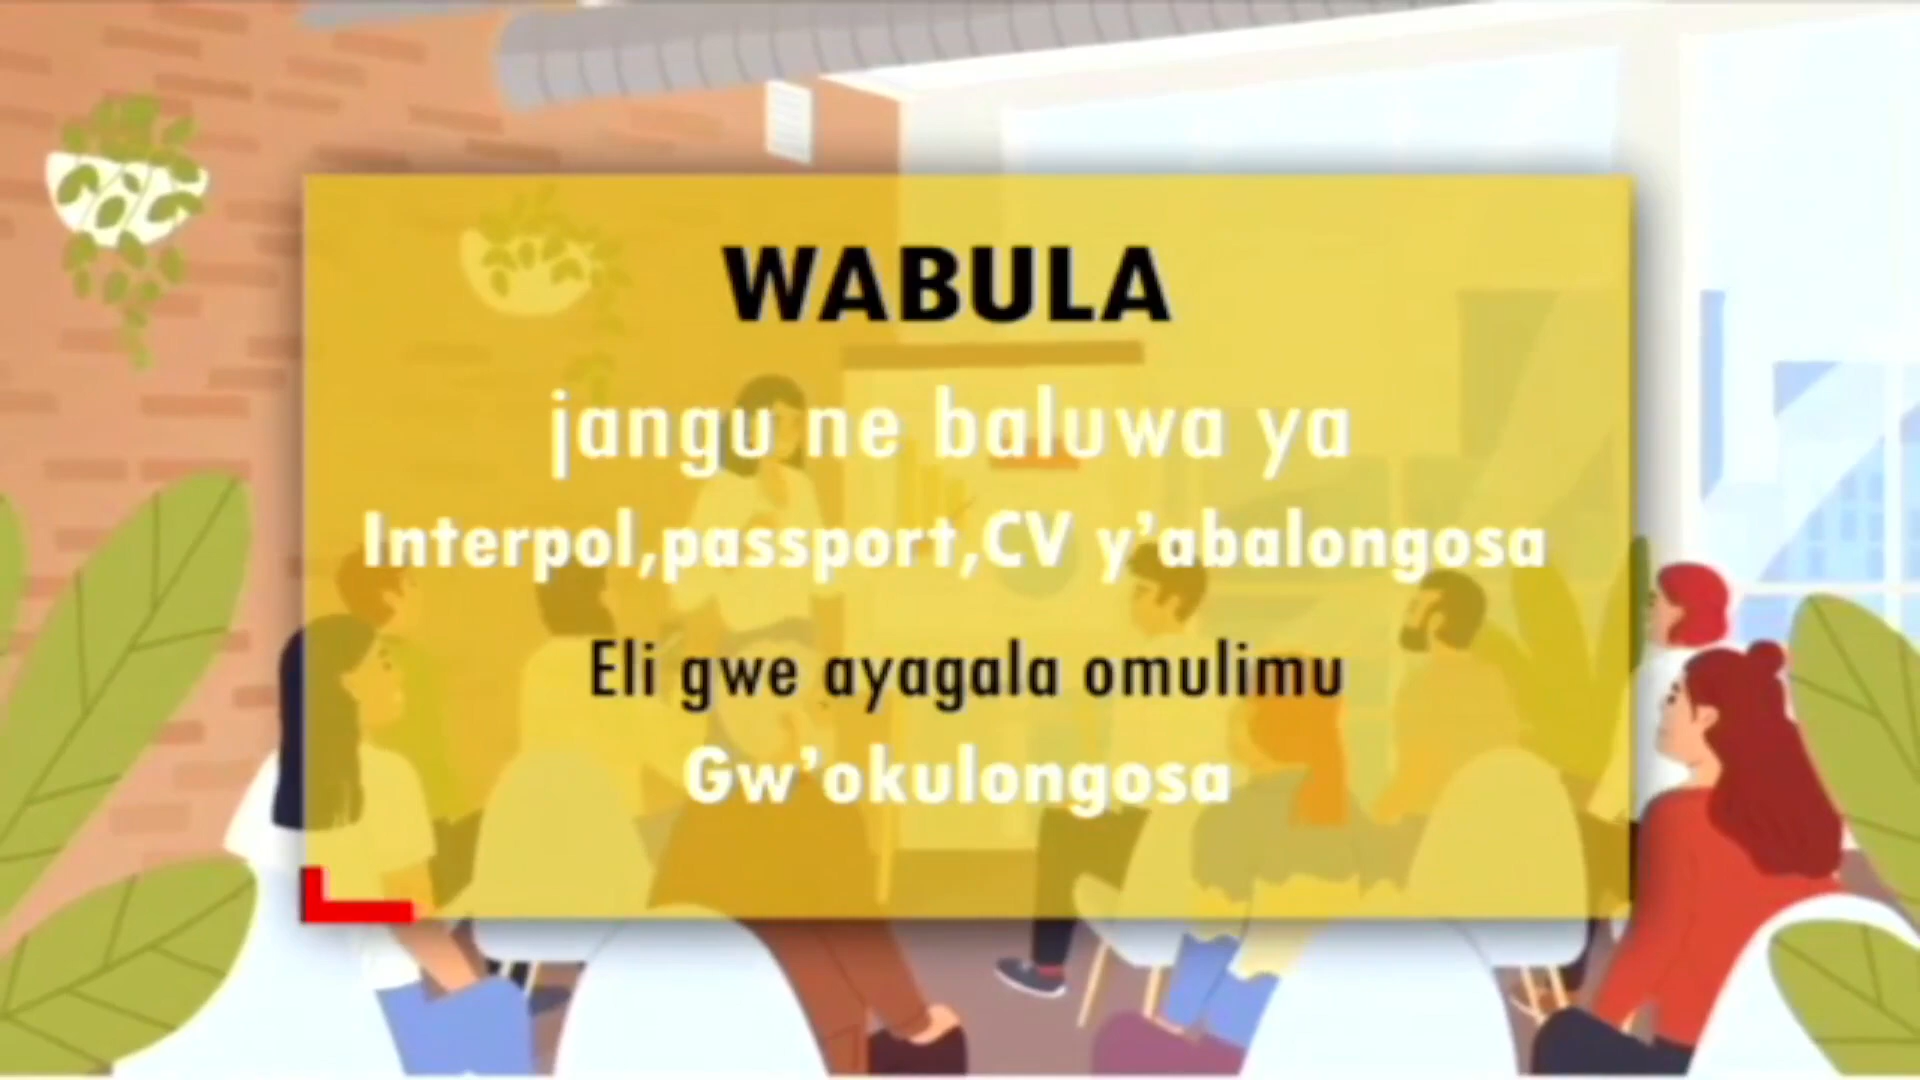 WABULA
jangu ne baluwa ya
Interpol,passport,CV y'abalongosa
Eli gwe ayagala omulimu
Gw'okulongosa